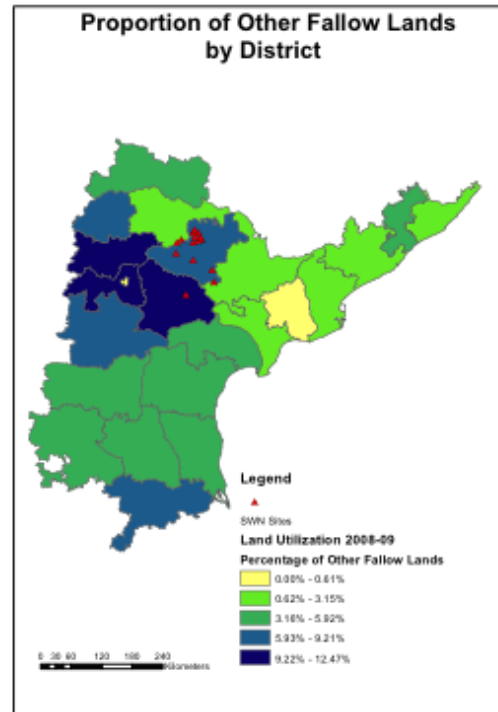 Proportion of Other Fallow Lands
by District
Legend
SWN Sites
Land Utilization 2008-09
Percentage of Other Fallow Lands
0.00% - 0.61%
0.62% - 3.15%
3.16% - 5.92%
5.93% - 9.21%
9.22% - 12.47%
0 30 60 120 180 240
Kilometers